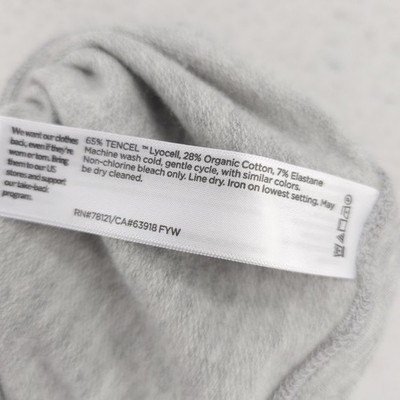 We want our clothes
back, even if they're
worn or torn. Bring
them to our US
stores and support
our take-back
program.
65% TENCEL ™ Lyocell, 28% Organic Cotton, 7% Elastane
Machine wash cold, gentle cycle, with similar colors.
Non-chlorine bleach only. Line dry. Iron on lowest setting. May
be dry cleaned.
RN#78121/CA#63918 FYW